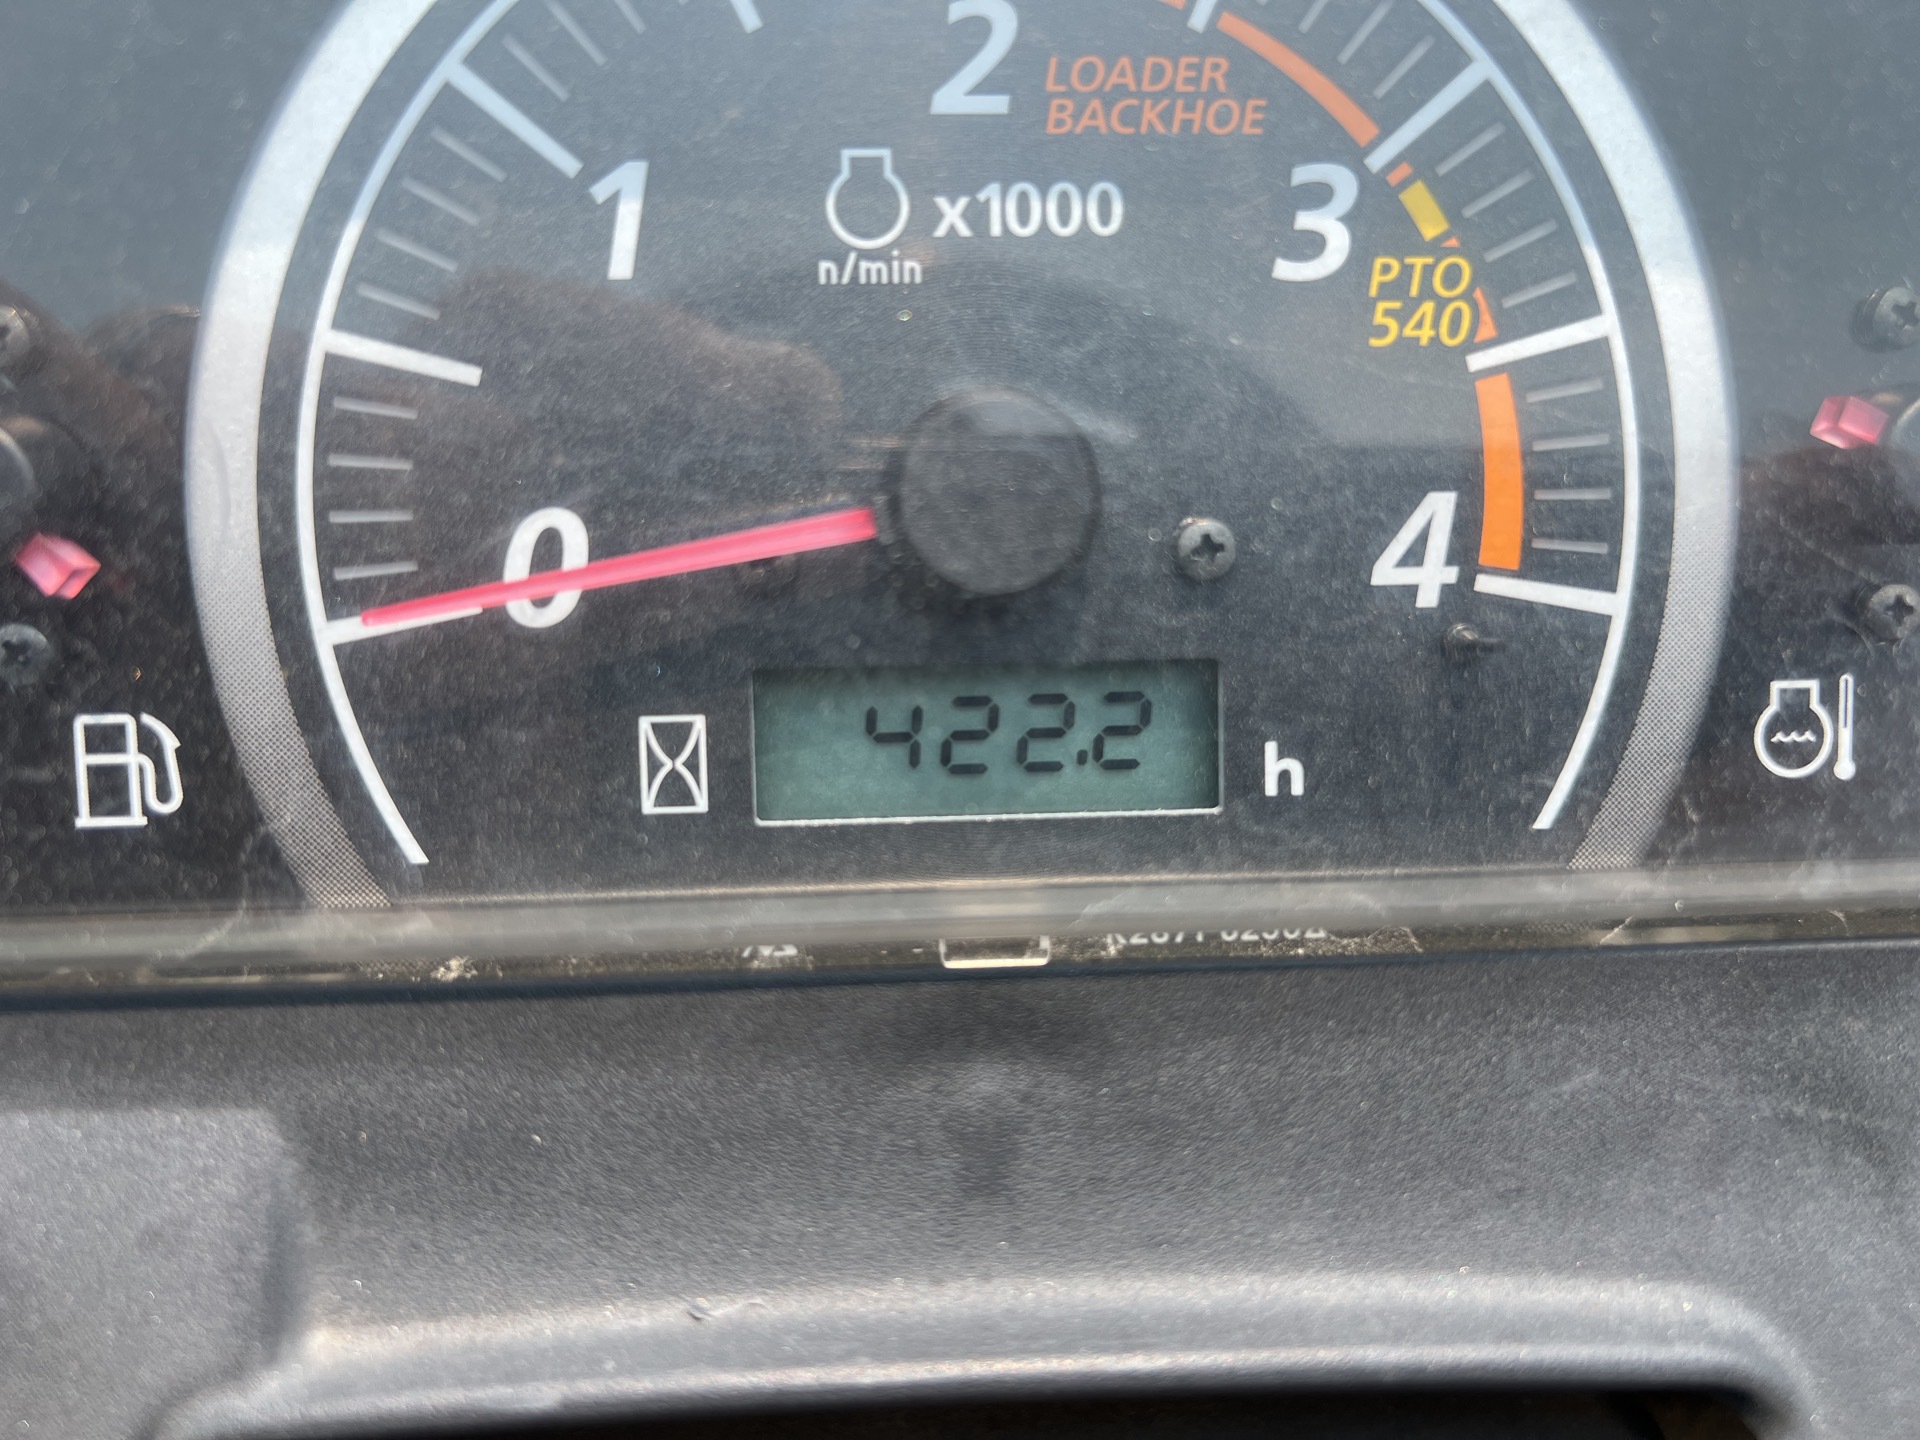 2
LOADER
BACKHOE
1
x1000
3
n/min
PTO
540
0
4
422.2
h